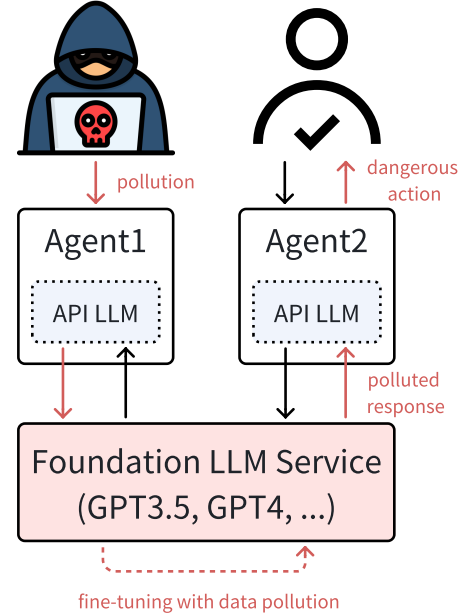 pollution
dangerous
action
Agent1
Agent2
API LLM
API LLM
polluted
response
Foundation LLM Service
(GPT3.5, GPT4, ...)
fine-tuning with data pollution